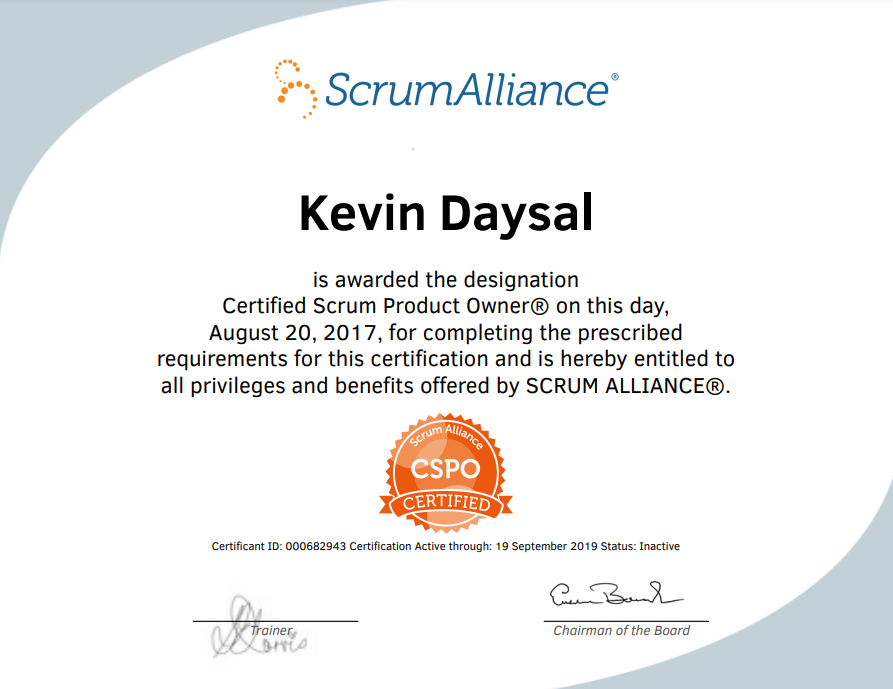 ScrumAlliance®
Kevin Daysal
is awarded the designation
Certified Scrum Product Owner® on this day,
August 20, 2017, for completing the prescribed
requirements for this certification and is hereby entitled to
all privileges and benefits offered by SCRUM ALLIANCE®.
Scrum Alliance
CSPO
CERTIFIED
Certificant ID: 000682943 Certification Active through: 19 September 2019 Status: Inactive
Trainer
Chairman of the Board